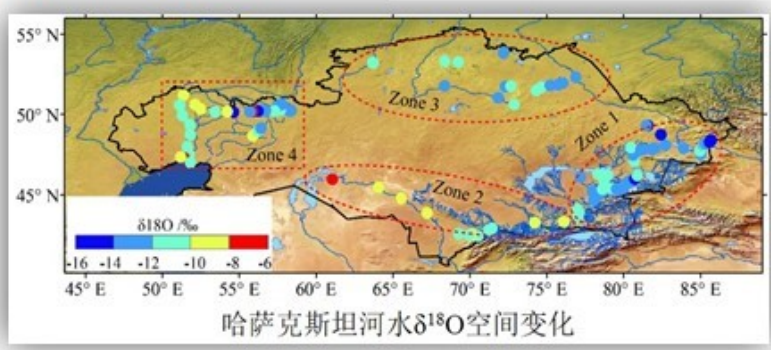 55° N
50° N
45° N
Zone 3
Zone 1
Zone 4
Zone 2
δ18O /‰
-16 -14 -12 -10 -8 -6
45° E 50° E 55° E 60° E 65° E 70° E 75° E 80° E 85° E
哈萨克斯坦河水δ¹⁸O空间变化